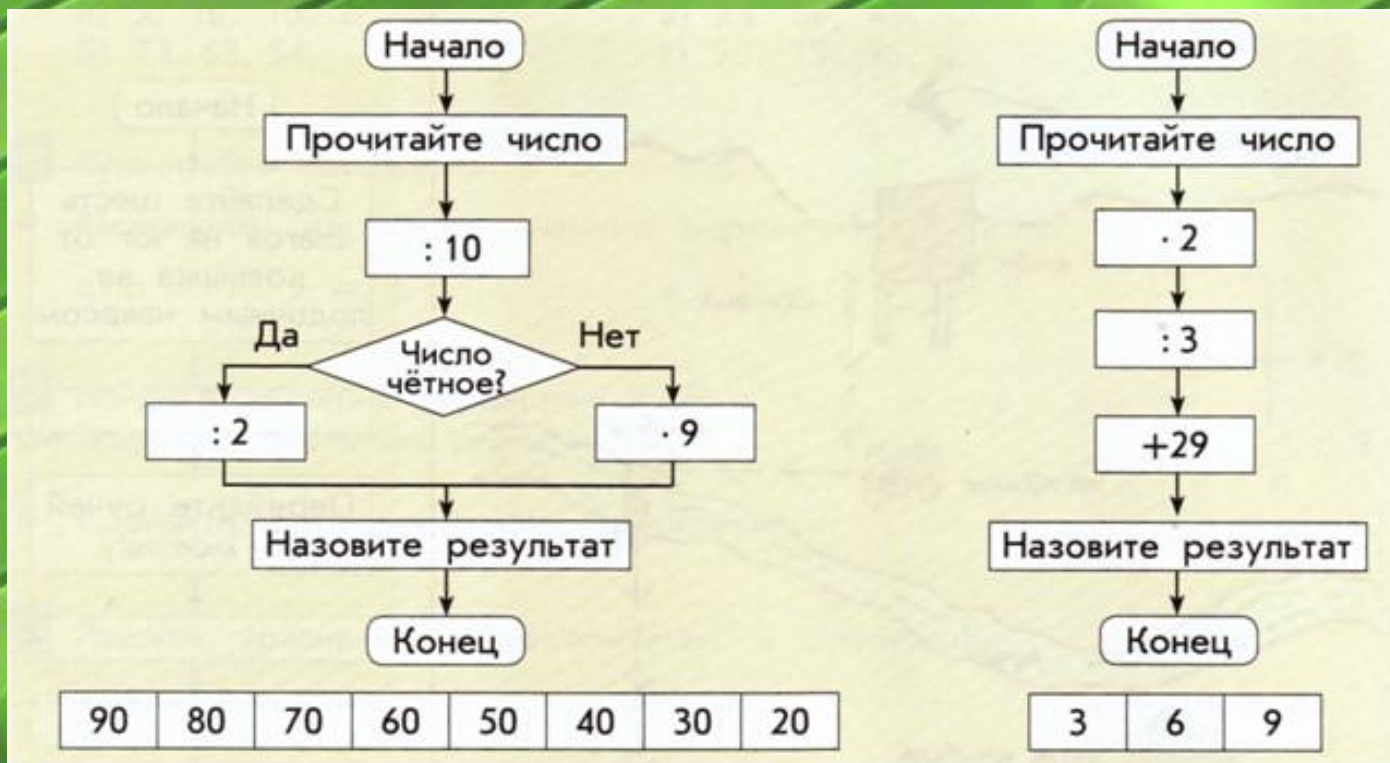 Начало
Прочитайте число
: 10
Да
Число
чётное?
Нет
: 2
· 9
Назовите результат
Конец
90 80 70 60 50 40 30 20
Начало
Прочитайте число
· 2
: 3
+29
Назовите результат
Конец
3 6 9